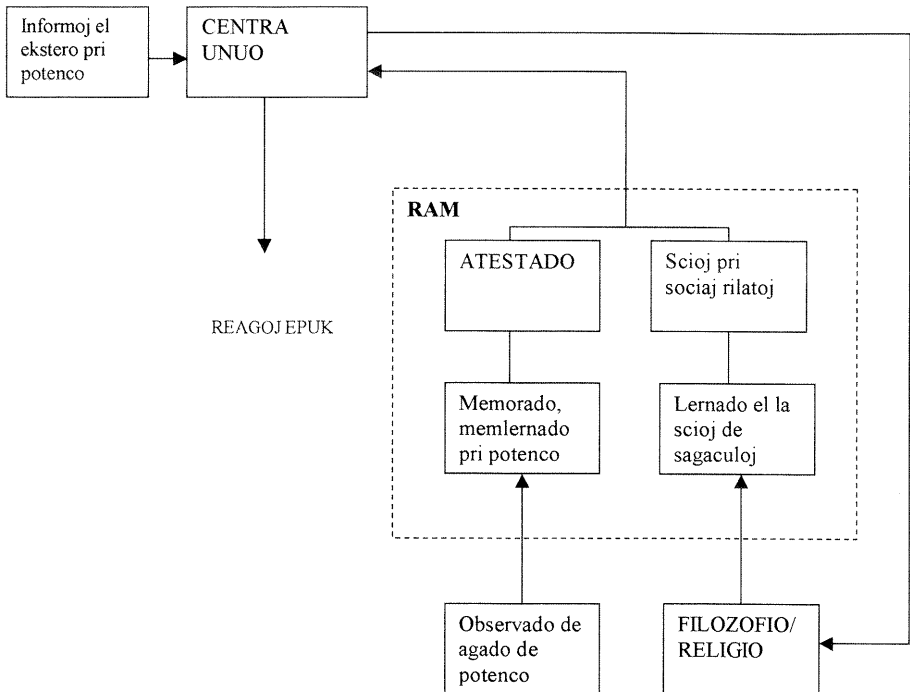 Informoj el
ekstero pri
potenco
CENTRA
UNUO
RAM
ATESTADO
Scioj pri
sociaj rilatoj
REAGOJ EPUK
Memorado,
memlernado
pri potenco
Lernado el la
scioj de
sagaculoj
Observado de
agado de
potenco
FILOZOFIO/
RELIGIO